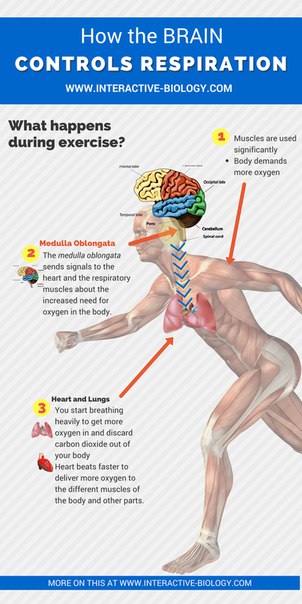 How the BRAIN
CONTROLS RESPIRATION
WWW.INTERACTIVE-BIOLOGY.COM
What happens
during exercise?
1
Muscles are used
significantly
• Body demands
more oxygen
Frontal lobe
Occipital lobe
Temporal lobe
Pons
Cerebellum
Spinal cord
2
Medulla Oblongata
The medulla oblongata
sends signals to the
heart and the respiratory
muscles about the
increased need for
oxygen in the body.
3
Heart and Lungs
You start breathing
heavily to get more
oxygen in and discard
carbon dioxide out of
your body
Heart beats faster to
deliver more oxygen to
the different muscles of
the body and other parts.
MORE ON THIS AT WWW.INTERACTIVE-BIOLOGY.COM